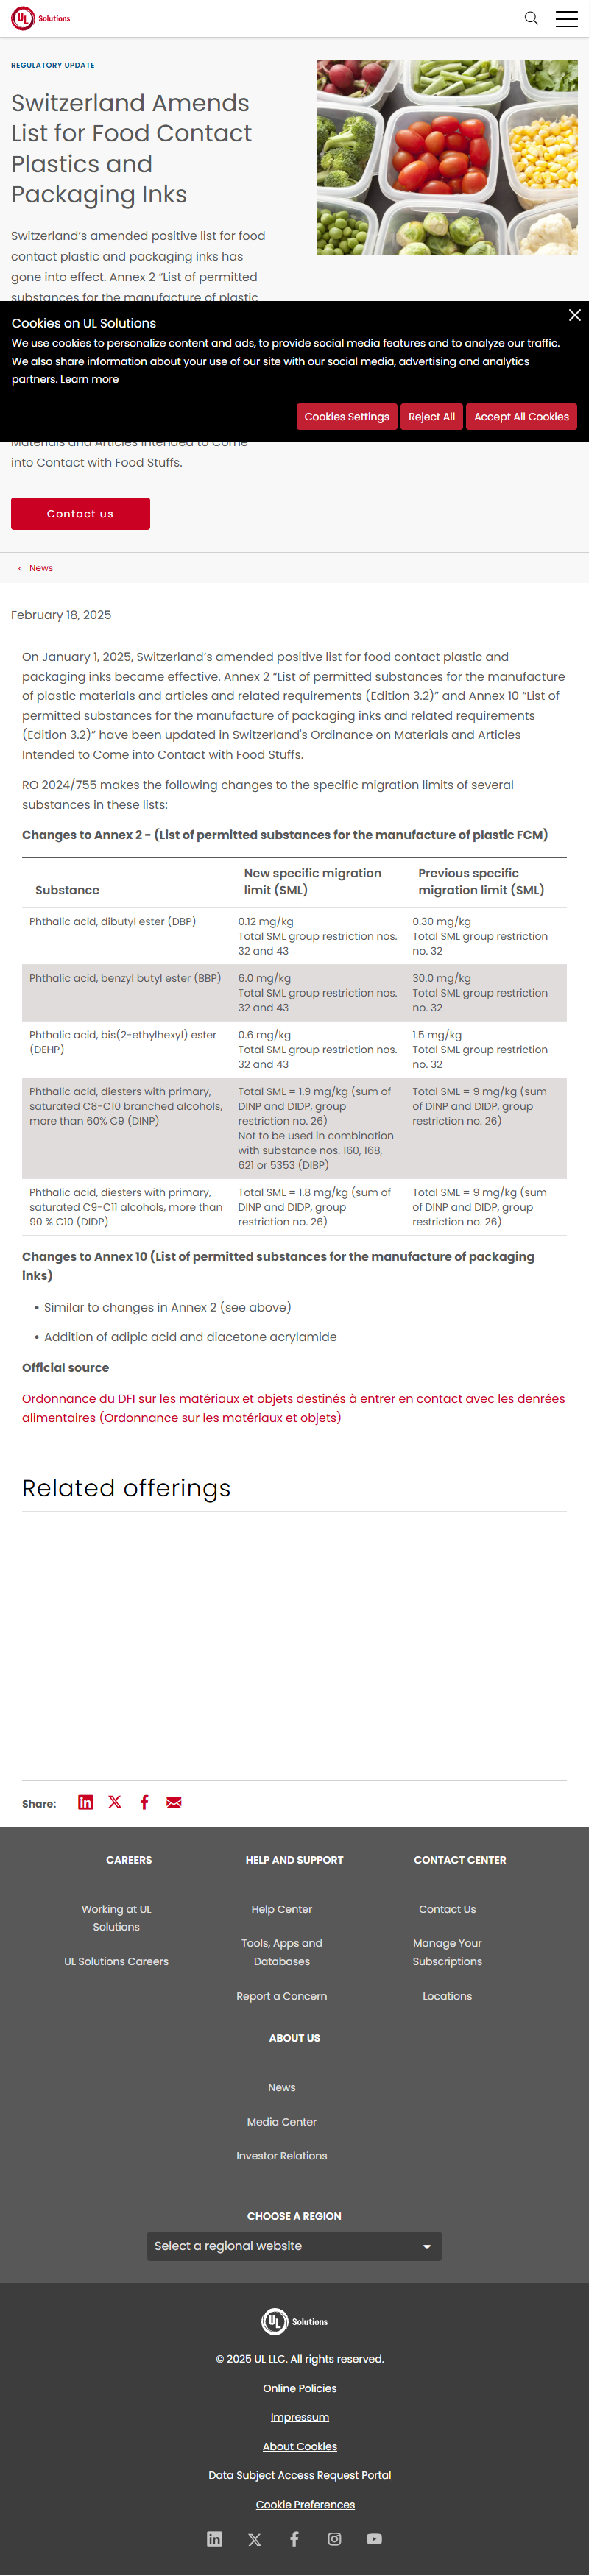 UL Solutions
REGULATORY UPDATE
Switzerland Amends
List for Food Contact
Plastics and
Packaging Inks
Switzerland’s amended positive list for food
contact plastic and packaging inks has
gone into effect. Annex 2 “List of permitted
substances for the manufacture of plastic
Cookies on UL Solutions
We use cookies to personalize content and ads, to provide social media features and to analyze our traffic.
We also share information about your use of our site with our social media, advertising and analytics
partners. Learn more
Cookies Settings
Reject All
Accept All Cookies
Materials and Articles Intended to Come
into Contact with Food Stuffs.
Contact us
< News
February 18, 2025
On January 1, 2025, Switzerland’s amended positive list for food contact plastic and
packaging inks became effective. Annex 2 “List of permitted substances for the manufacture
of plastic materials and articles and related requirements (Edition 3.2)” and Annex 10 “List of
permitted substances for the manufacture of packaging inks and related requirements
(Edition 3.2)” have been updated in Switzerland's Ordinance on Materials and Articles
Intended to Come into Contact with Food Stuffs.
RO 2024/755 makes the following changes to the specific migration limits of several
substances in these lists:
Changes to Annex 2 - (List of permitted substances for the manufacture of plastic FCM)
Substance
New specific migration
limit (SML)
Previous specific
migration limit (SML)
Phthalic acid, dibutyl ester (DBP)
0.12 mg/kg
Total SML group restriction nos.
32 and 43
0.30 mg/kg
Total SML group restriction
no. 32
Phthalic acid, benzyl butyl ester (BBP)
6.0 mg/kg
Total SML group restriction nos.
32 and 43
30.0 mg/kg
Total SML group restriction
no. 32
Phthalic acid, bis(2-ethylhexyl) ester
(DEHP)
0.6 mg/kg
Total SML group restriction nos.
32 and 43
1.5 mg/kg
Total SML group restriction
no. 32
Phthalic acid, diesters with primary,
saturated C8-C10 branched alcohols,
more than 60% C9 (DINP)
Total SML = 1.9 mg/kg (sum of
DINP and DIDP, group
restriction no. 26)
Not to be used in combination
with substance nos. 160, 168,
621 or 5353 (DIBP)
Total SML = 9 mg/kg (sum
of DINP and DIDP, group
restriction no. 26)
Phthalic acid, diesters with primary,
saturated C9-C11 alcohols, more than
90 % C10 (DIDP)
Total SML = 1.8 mg/kg (sum of
DINP and DIDP, group
restriction no. 26)
Total SML = 9 mg/kg (sum
of DINP and DIDP, group
restriction no. 26)
Changes to Annex 10 (List of permitted substances for the manufacture of packaging
inks)
• Similar to changes in Annex 2 (see above)
• Addition of adipic acid and diacetone acrylamide
Official source
Ordonnance du DFI sur les matériaux et objets destinés à entrer en contact avec les denrées
alimentaires (Ordonnance sur les matériaux et objets)
Related offerings
Share:
CAREERS
Working at UL
Solutions
UL Solutions Careers
HELP AND SUPPORT
Help Center
Tools, Apps and
Databases
Report a Concern
CONTACT CENTER
Contact Us
Manage Your
Subscriptions
Locations
ABOUT US
News
Media Center
Investor Relations
CHOOSE A REGION
Select a regional website
UL Solutions
© 2025 UL LLC. All rights reserved.
Online Policies
Impressum
About Cookies
Data Subject Access Request Portal
Cookie Preferences